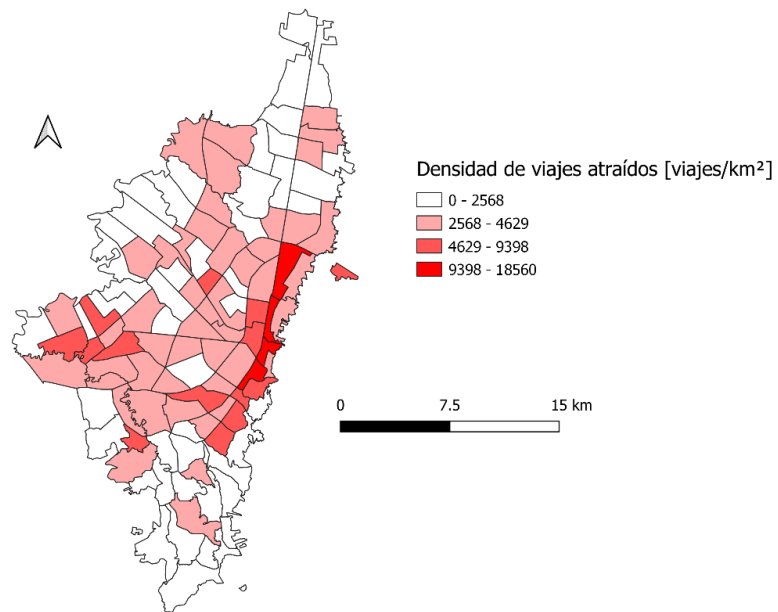 Densidad de viajes atraídos [viajes/km²]
0 - 2568
2568 - 4629
4629 - 9398
9398 - 18560
0 7.5 15 km